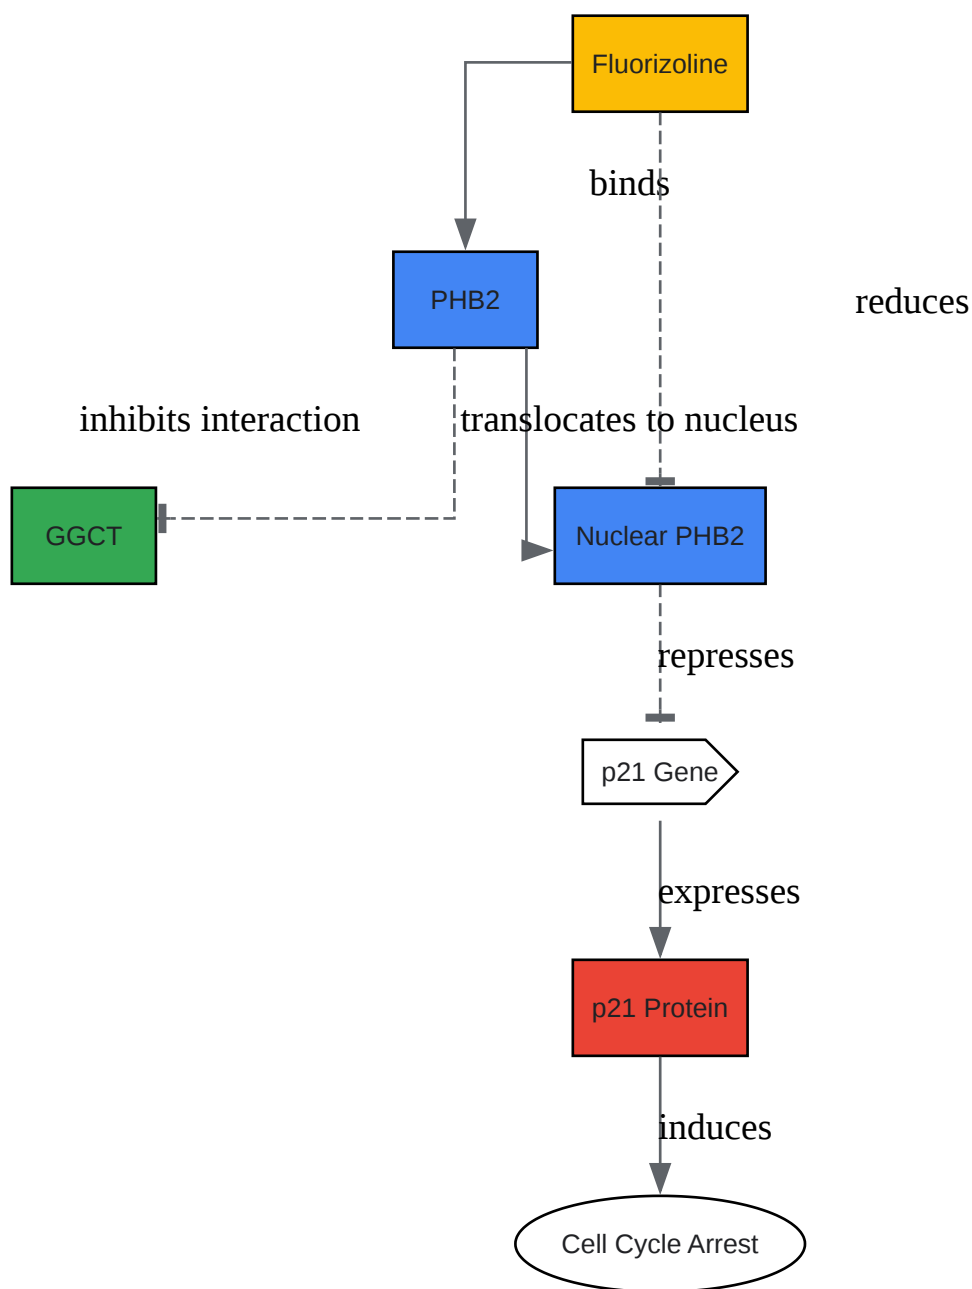 Fluorizoline
binds
PHB2
reduces
inhibits interaction
translocates to nucleus
GGCT
Nuclear PHB2
represses
p21 Gene
expresses
p21 Protein
induces
Cell Cycle Arrest